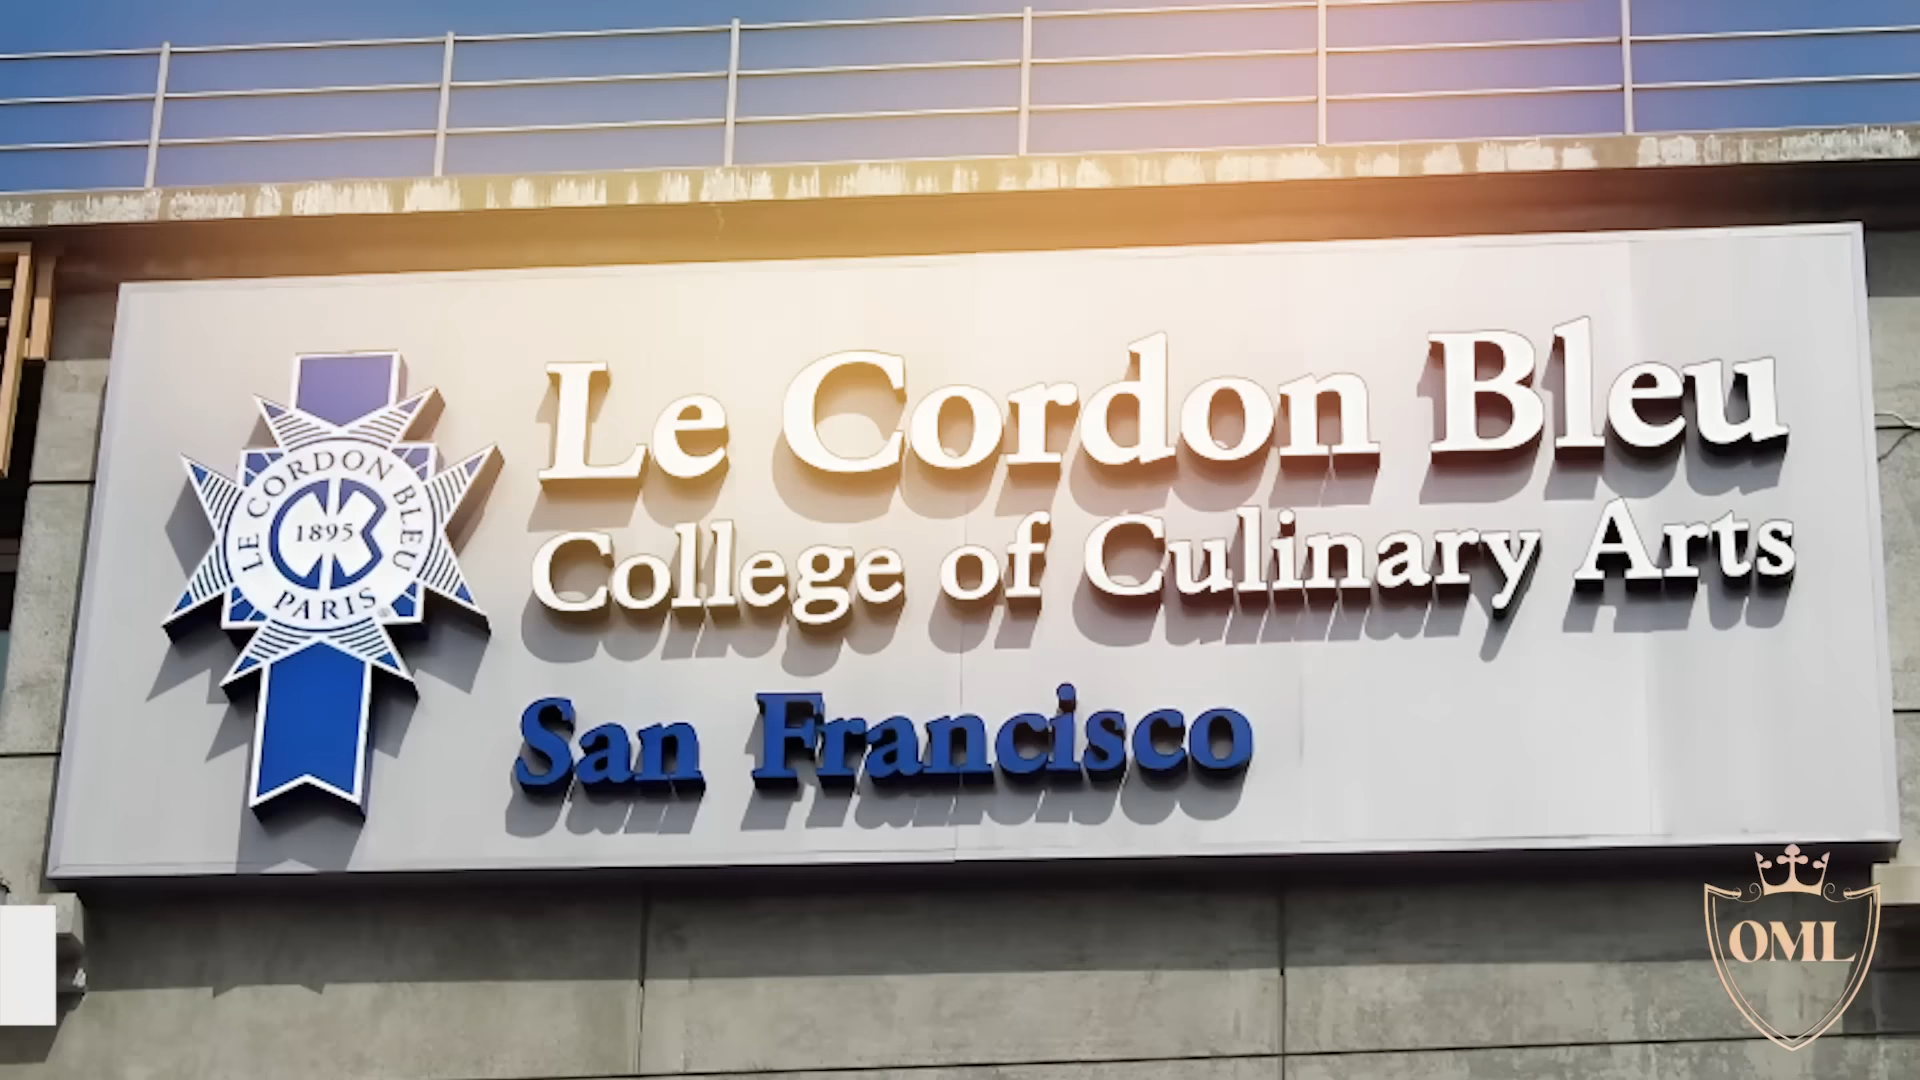 Le Cordon Bleu
College of Culinary Arts
San Francisco
LE CORDON BLEU
1895
PARIS®
OML